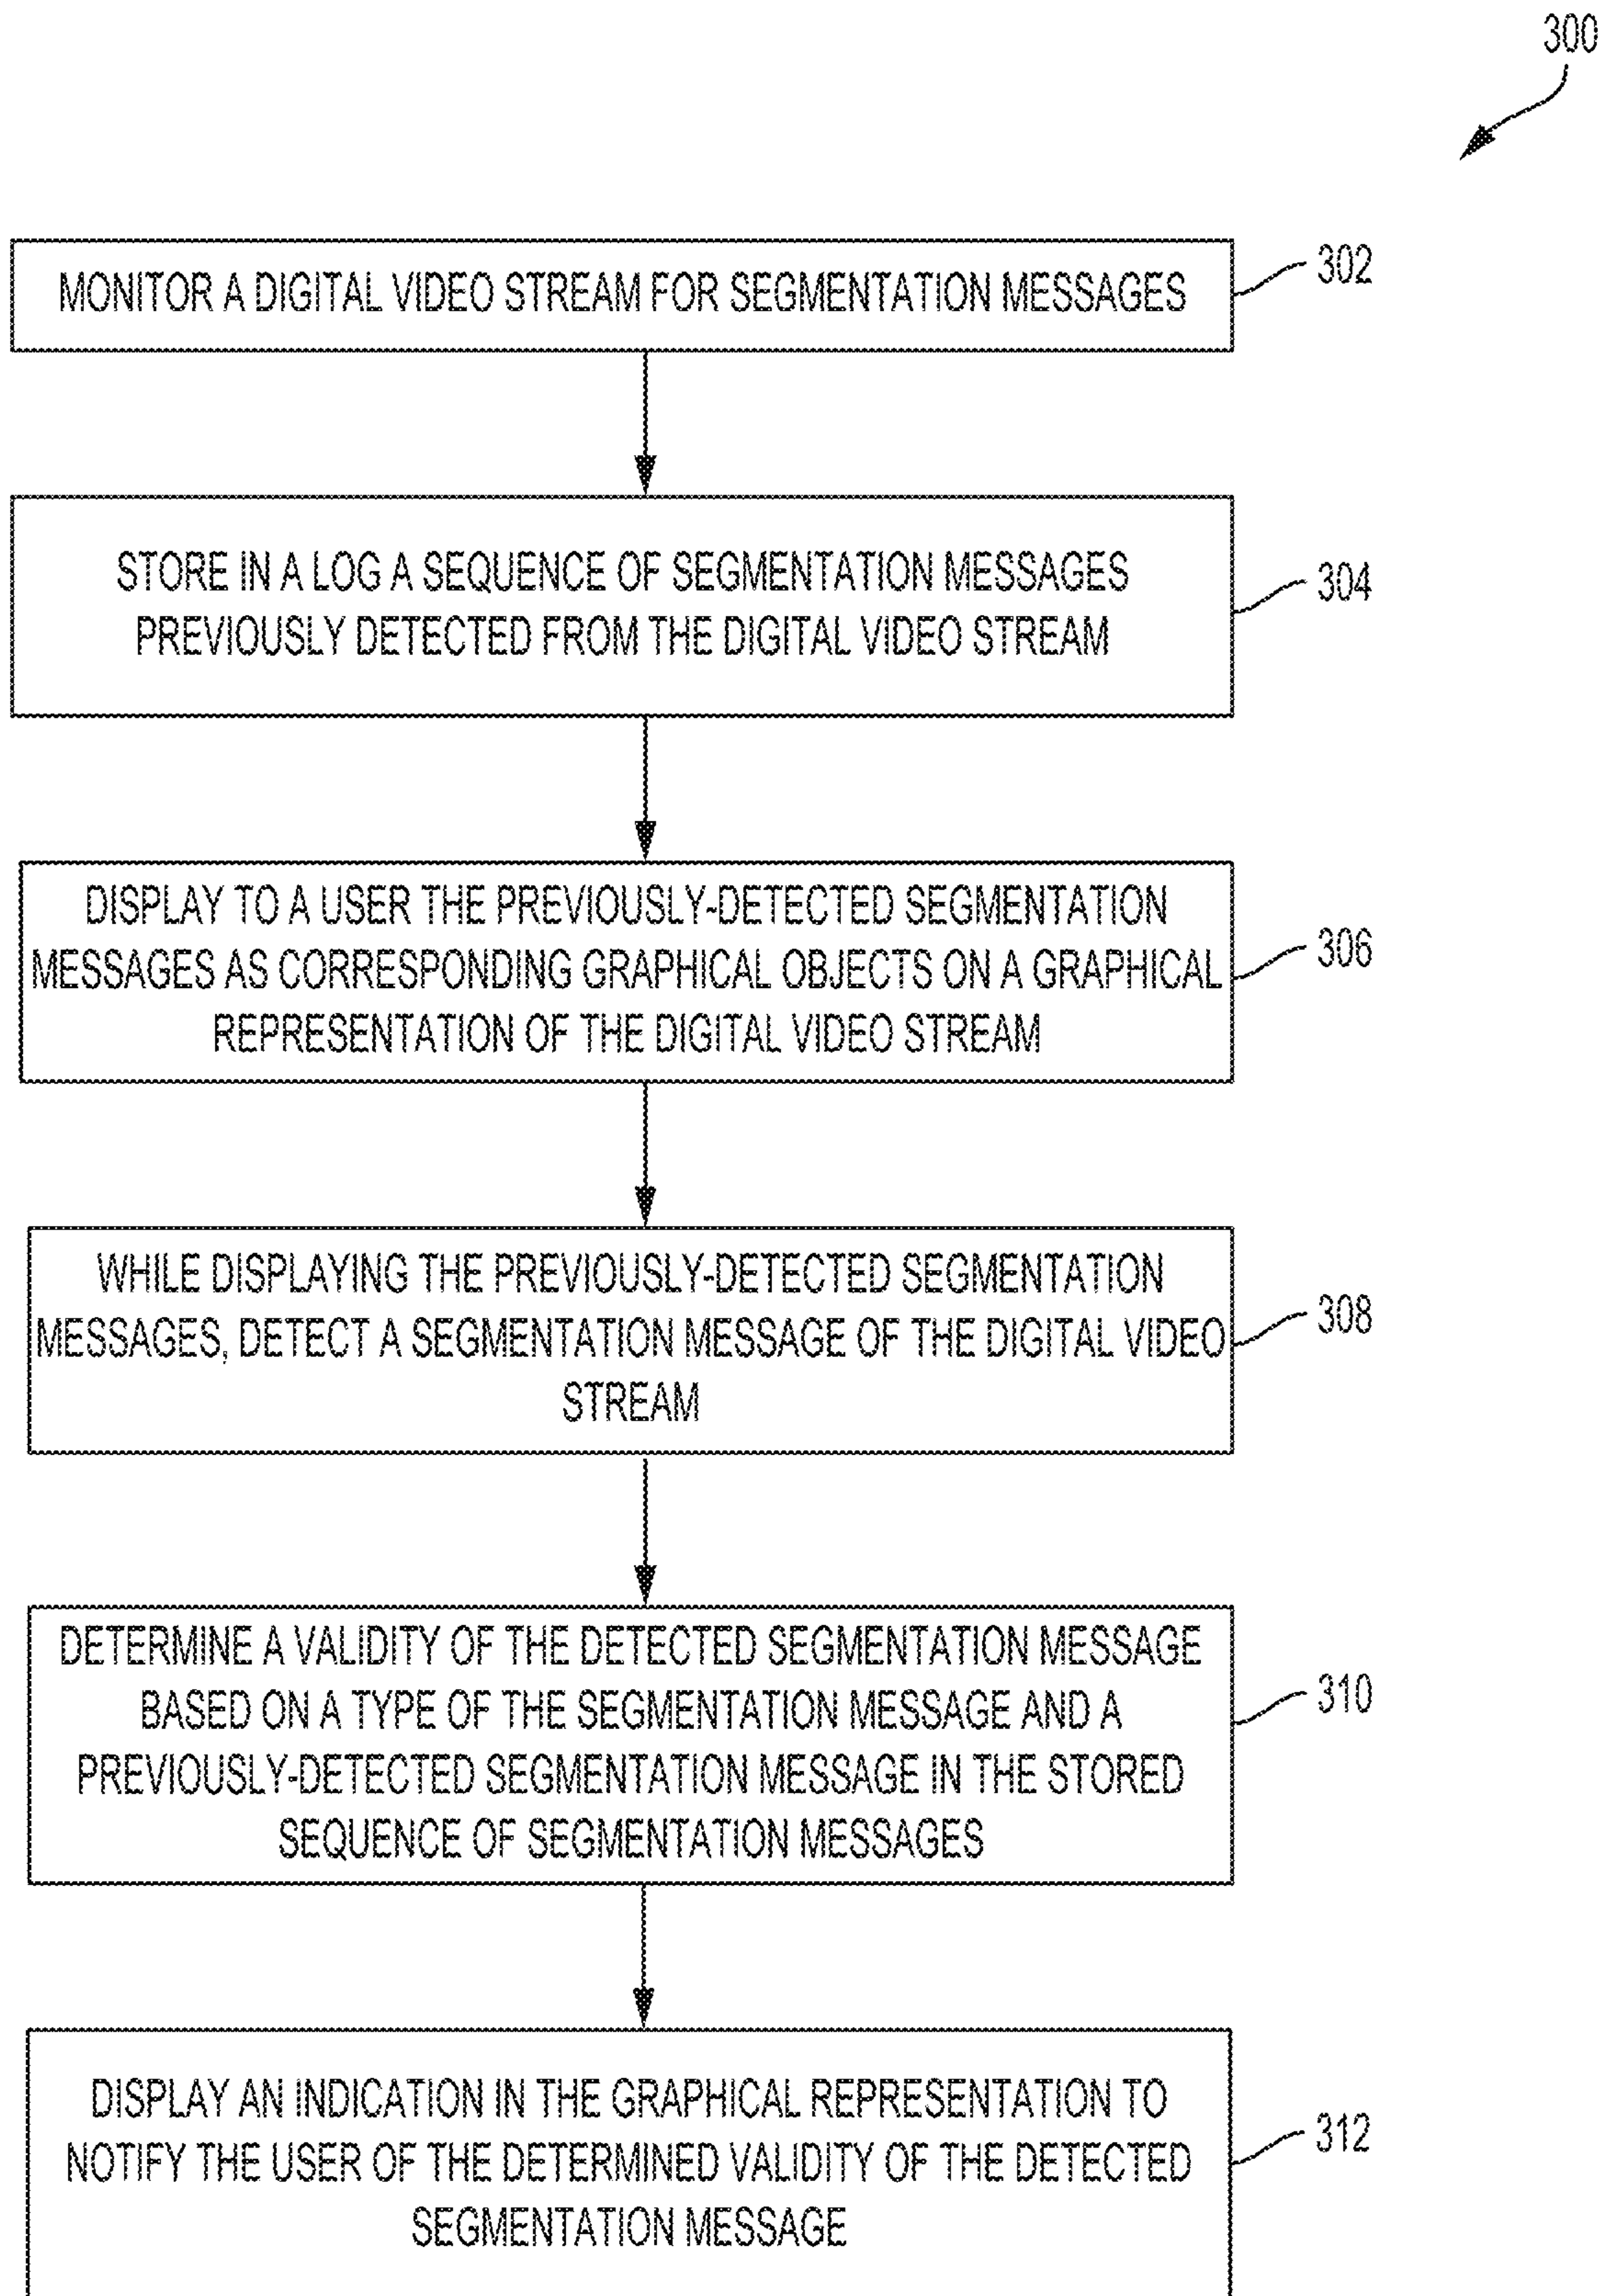 300
MONITOR A DIGITAL VIDEO STREAM FOR SEGMENTATION MESSAGES
302
STORE IN A LOG A SEQUENCE OF SEGMENTATION MESSAGES
PREVIOUSLY DETECTED FROM THE DIGITAL VIDEO STREAM
304
DISPLAY TO A USER THE PREVIOUSLY-DETECTED SEGMENTATION
MESSAGES AS CORRESPONDING GRAPHICAL OBJECTS ON A GRAPHICAL
REPRESENTATION OF THE DIGITAL VIDEO STREAM
306
WHILE DISPLAYING THE PREVIOUSLY-DETECTED SEGMENTATION
MESSAGES, DETECT A SEGMENTATION MESSAGE OF THE DIGITAL VIDEO
STREAM
308
DETERMINE A VALIDITY OF THE DETECTED SEGMENTATION MESSAGE
BASED ON A TYPE OF THE SEGMENTATION MESSAGE AND A
PREVIOUSLY-DETECTED SEGMENTATION MESSAGE IN THE STORED
SEQUENCE OF SEGMENTATION MESSAGES
310
DISPLAY AN INDICATION IN THE GRAPHICAL REPRESENTATION TO
NOTIFY THE USER OF THE DETERMINED VALIDITY OF THE DETECTED
SEGMENTATION MESSAGE
312